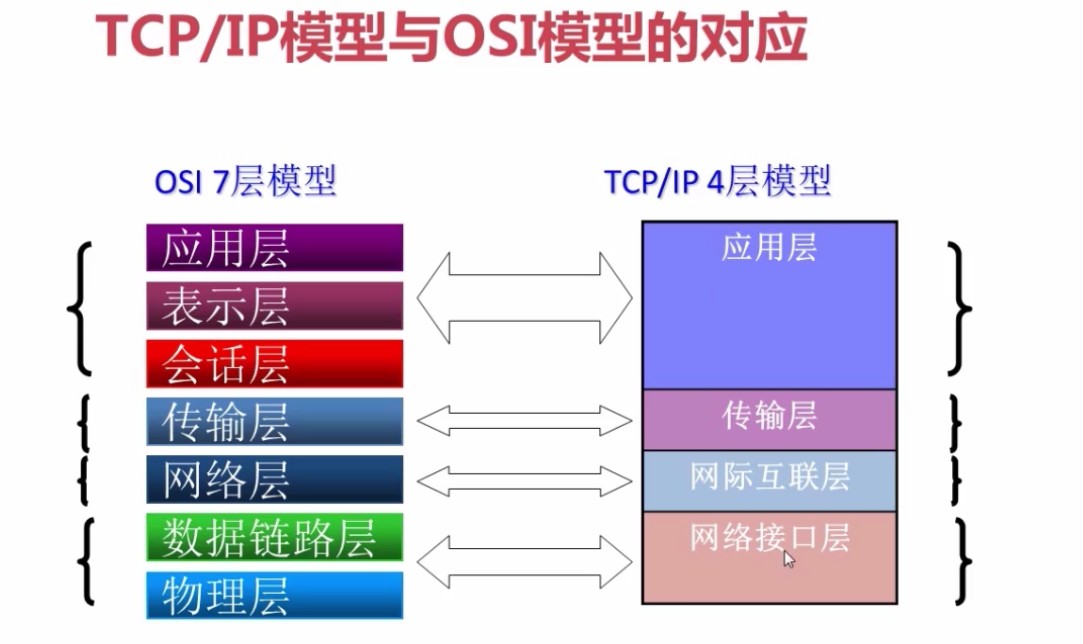 TCP/IP模型与OSI模型的对应
OSI 7层模型
应用层
表示层
会话层
传输层
网络层
数据链路层
物理层
TCP/IP 4层模型
应用层
传输层
网际互联层
网络接口层